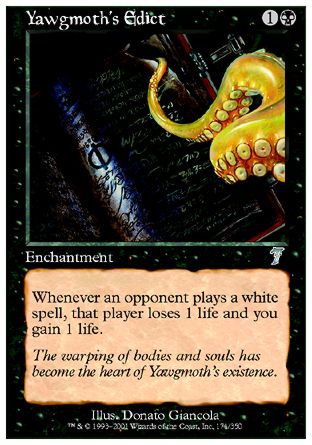 Yawgmoth's Edict 1
Enchantment
Whenever an opponent plays a white
spell, that player loses 1 life and you
gain 1 life.
The warping of bodies and souls has
become the heart of Yawgmoth's existence.
Illus. Donato Giancola
™ & © 1993–2001 Wizards of the Coast, Inc. 174/350